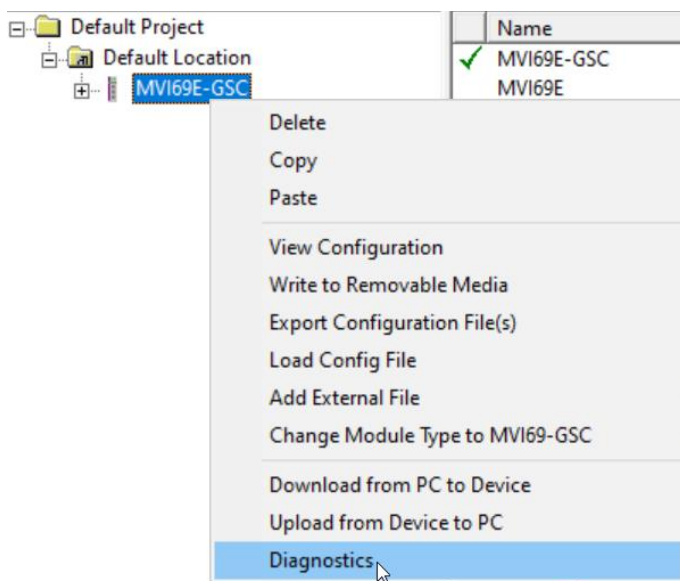 Default Project
Default Location
MVI69E-GSC
Name
MVI69E-GSC
MVI69E
Delete
Copy
Paste
View Configuration
Write to Removable Media
Export Configuration File(s)
Load Config File
Add External File
Change Module Type to MVI69-GSC
Download from PC to Device
Upload from Device to PC
Diagnostics